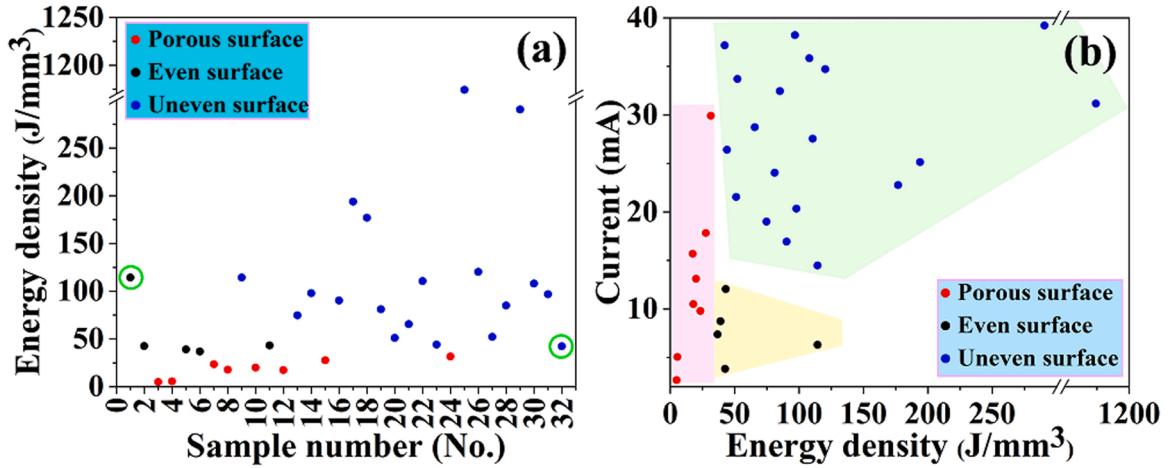 1250
1200
250
200
150
100
50
0
Energy density (J/mm3)
Porous surface
Even surface
Uneven surface
(a)
0 2 4 6 8 10 12 14 16 18 20 22 24 26 28 30 32
Sample number (No.)
40
30
20
10
Current (mA)
(b)
Porous surface
Even surface
Uneven surface
0 50 100 150 200 250 1200
Energy density (J/mm3)